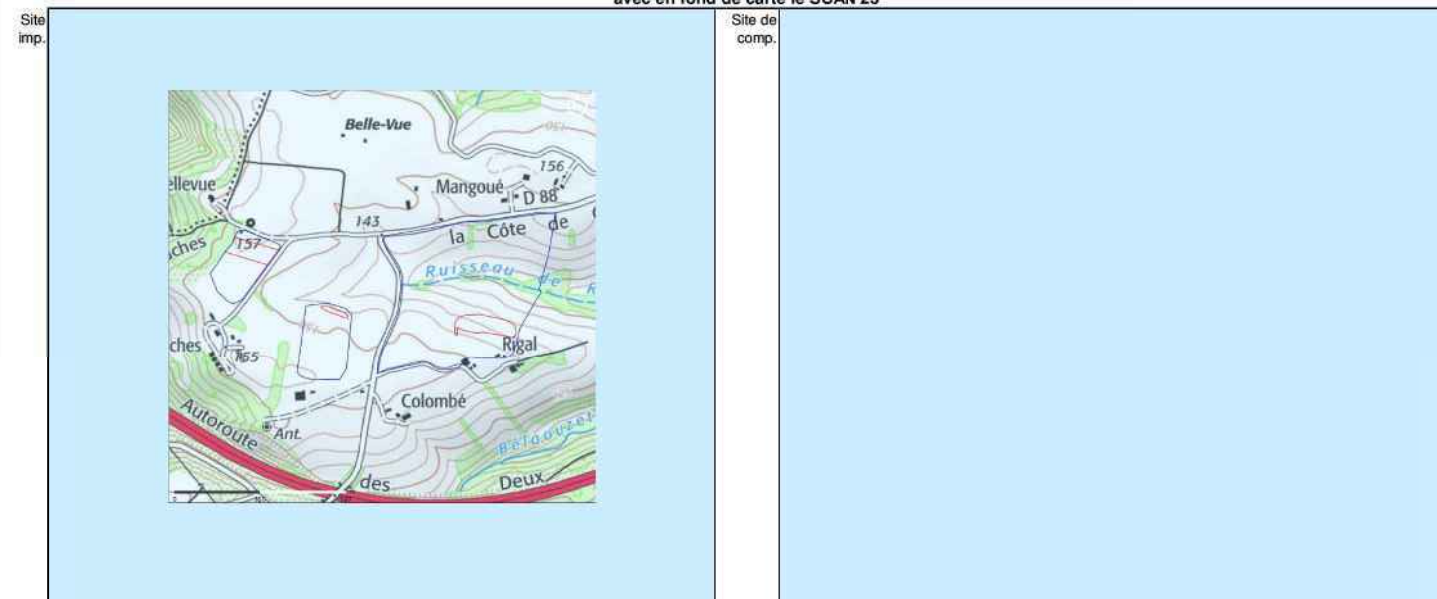 avec en fond de carte le SCAN 25
Site imp.
Site de comp.
Belle-Vue
156
ellevue
Mangoué
D 88
143
la Côte de
ches
157
Ruisseau de R
ches
165
Rigal
Colombé
Autoroute
Ant.
des
Deux